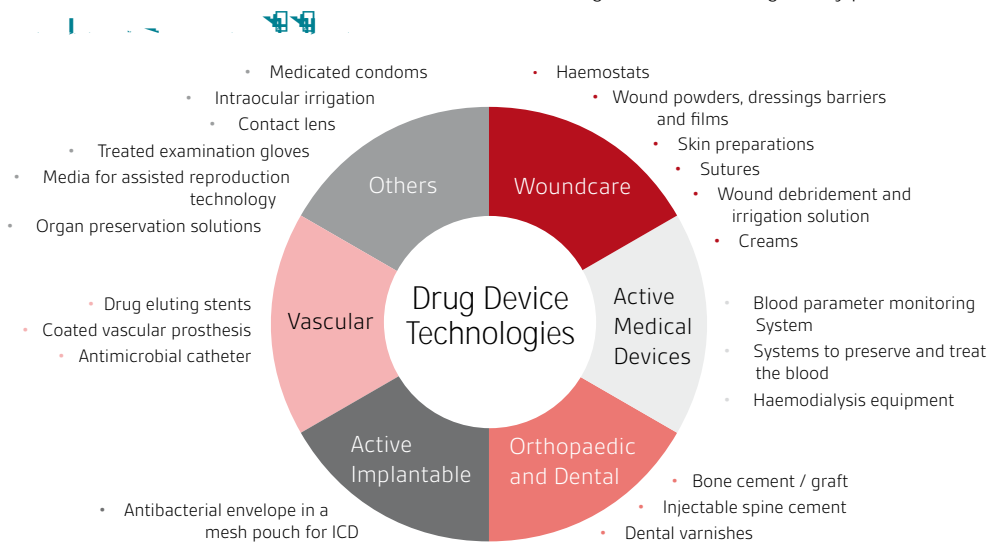 • Medicated condoms
• Intraocular irrigation
• Contact lens
• Treated examination gloves
• Media for assisted reproduction
technology
• Organ preservation solutions
• Haemostats
• Wound powders, dressings barriers
and films
• Skin preparations
• Sutures
• Wound debridement and
irrigation solution
• Creams
Others
Woundcare
Vascular
Drug Device
Technologies
Active
Medical
Devices
Active
Implantable
Orthopaedic
and Dental
• Drug eluting stents
• Coated vascular prosthesis
• Antimicrobial catheter
• Blood parameter monitoring
System
• Systems to preserve and treat
the blood
• Haemodialysis equipment
• Antibacterial envelope in a
mesh pouch for ICD
• Bone cement / graft
• Injectable spine cement
• Dental varnishes